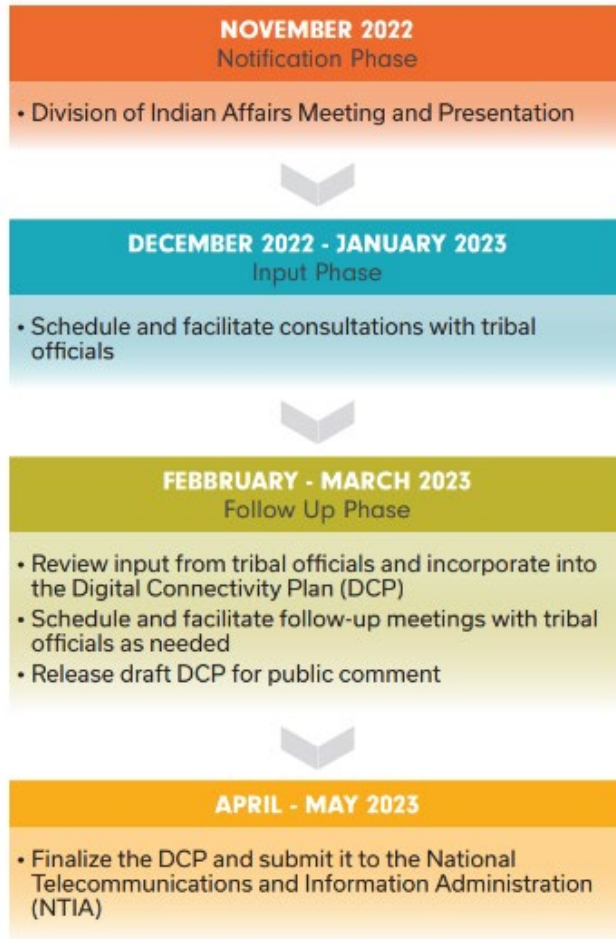 NOVEMBER 2022
Notification Phase
• Division of Indian Affairs Meeting and Presentation
DECEMBER 2022 - JANUARY 2023
Input Phase
• Schedule and facilitate consultations with tribal
officials
FEBBRUARY - MARCH 2023
Follow Up Phase
• Review input from tribal officials and incorporate into
the Digital Connectivity Plan (DCP)
• Schedule and facilitate follow-up meetings with tribal
officials as needed
• Release draft DCP for public comment
APRIL - MAY 2023
• Finalize the DCP and submit it to the National
Telecommunications and Information Administration
(NTIA)